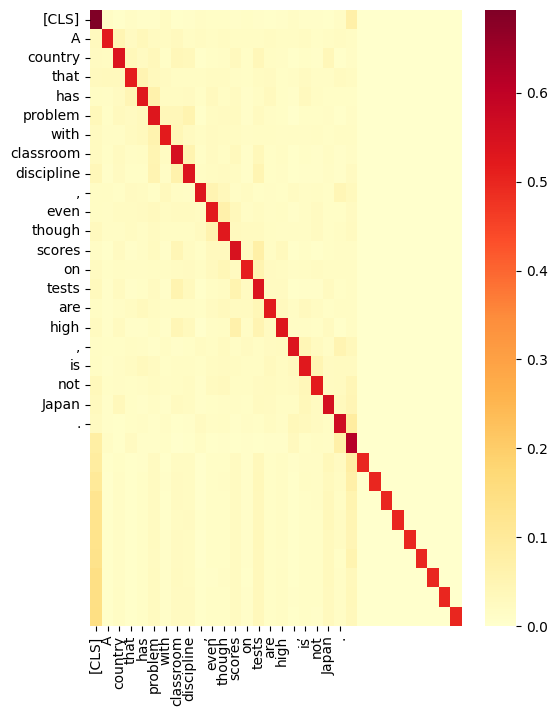 [CLS]
A
country
that
has
problem
with
classroom
discipline
,
even
though
scores
on
tests
are
high
,
is
not
Japan
.
0.6
0.5
0.4
0.3
0.2
0.1
0.0
[CLS]
A
country
that
has
problem
with
classroom
discipline
,
even
though
scores
on
tests
are
high
,
is
not
Japan
.